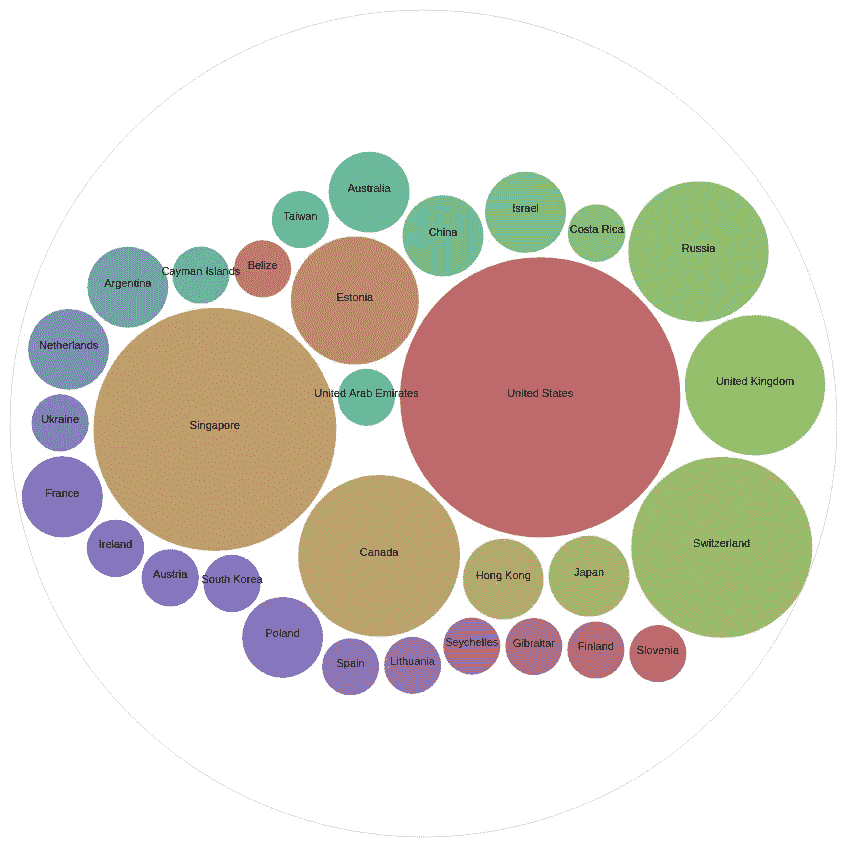 Australia
Taiwan
Israel
China
Costa Rica
Russia
Belize
Cayman Islands
Argentina
Estonia
Netherlands
United Kingdom
United Arab Emirates
United States
Ukraine
Singapore
France
Ireland
Canada
Switzerland
Austria
South Korea
Hong Kong
Japan
Poland
Seychelles
Gibraltar
Finland
Slovenia
Spain
Lithuania